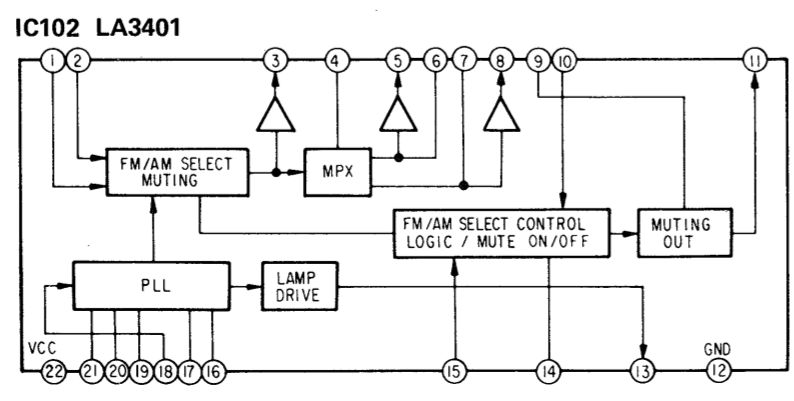 IC102 LA3401
1 2 3 4 5 6 7 8 9 10 11
FM/AM SELECT
MUTING
MPX
FM/AM SELECT CONTROL
LOGIC / MUTE ON/OFF
MUTING
OUT
PLL
LAMP
DRIVE
VCC
GND
22 21 20 19 18 17 16 15 14 13 12